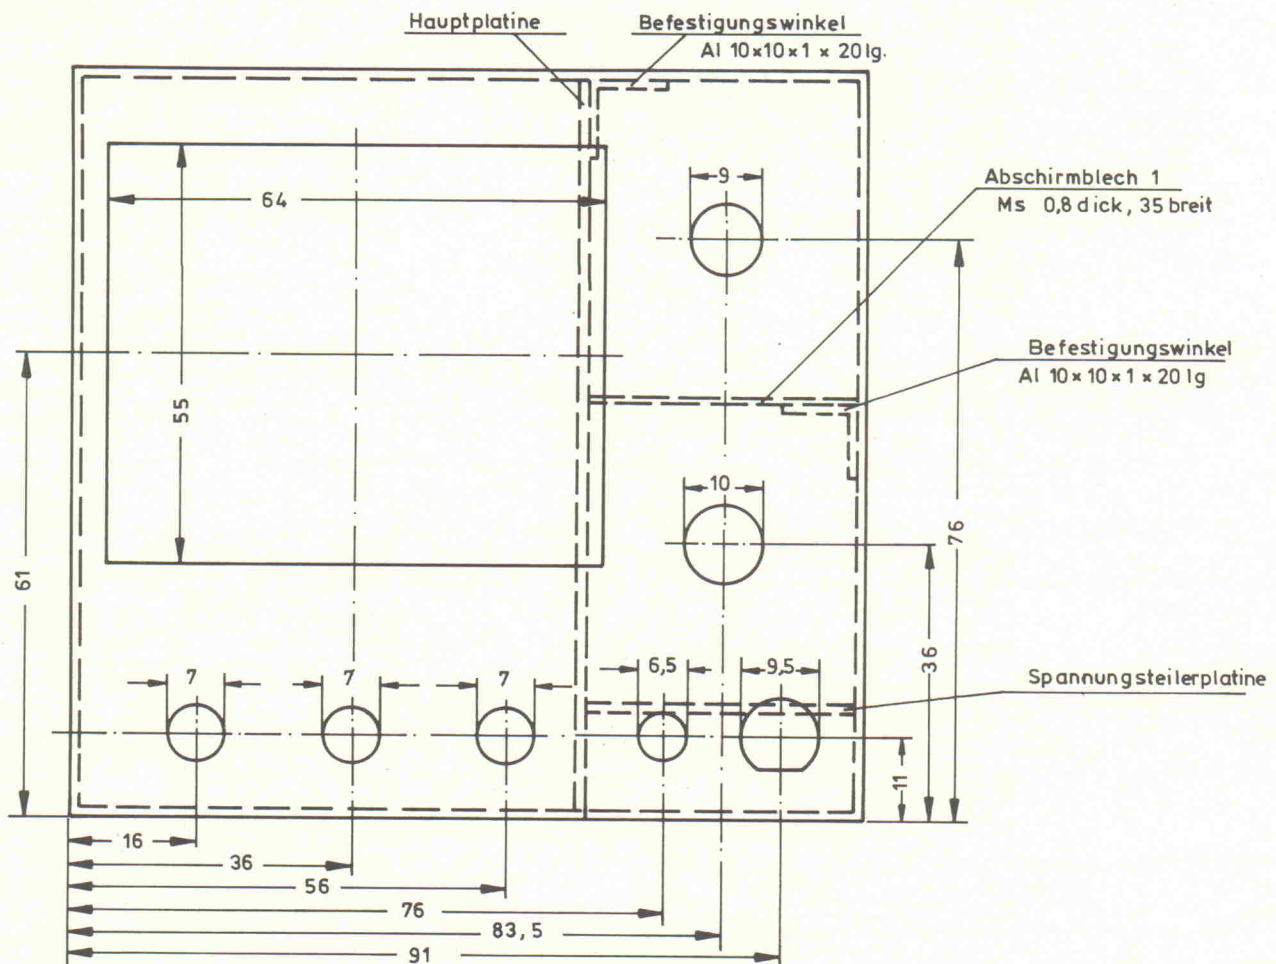 Hauptplatine
Befestigungswinkel
Al 10×10×1 × 20 lg.
9
64
Abschirmblech 1
Ms 0,8 dick, 35 breit
Befestigungswinkel
Al 10×10×1 × 20 lg
55
10
76
61
36
7
7
7
6,5
9,5
Spannungsteilerplatine
11
16
36
56
76
83,5
91